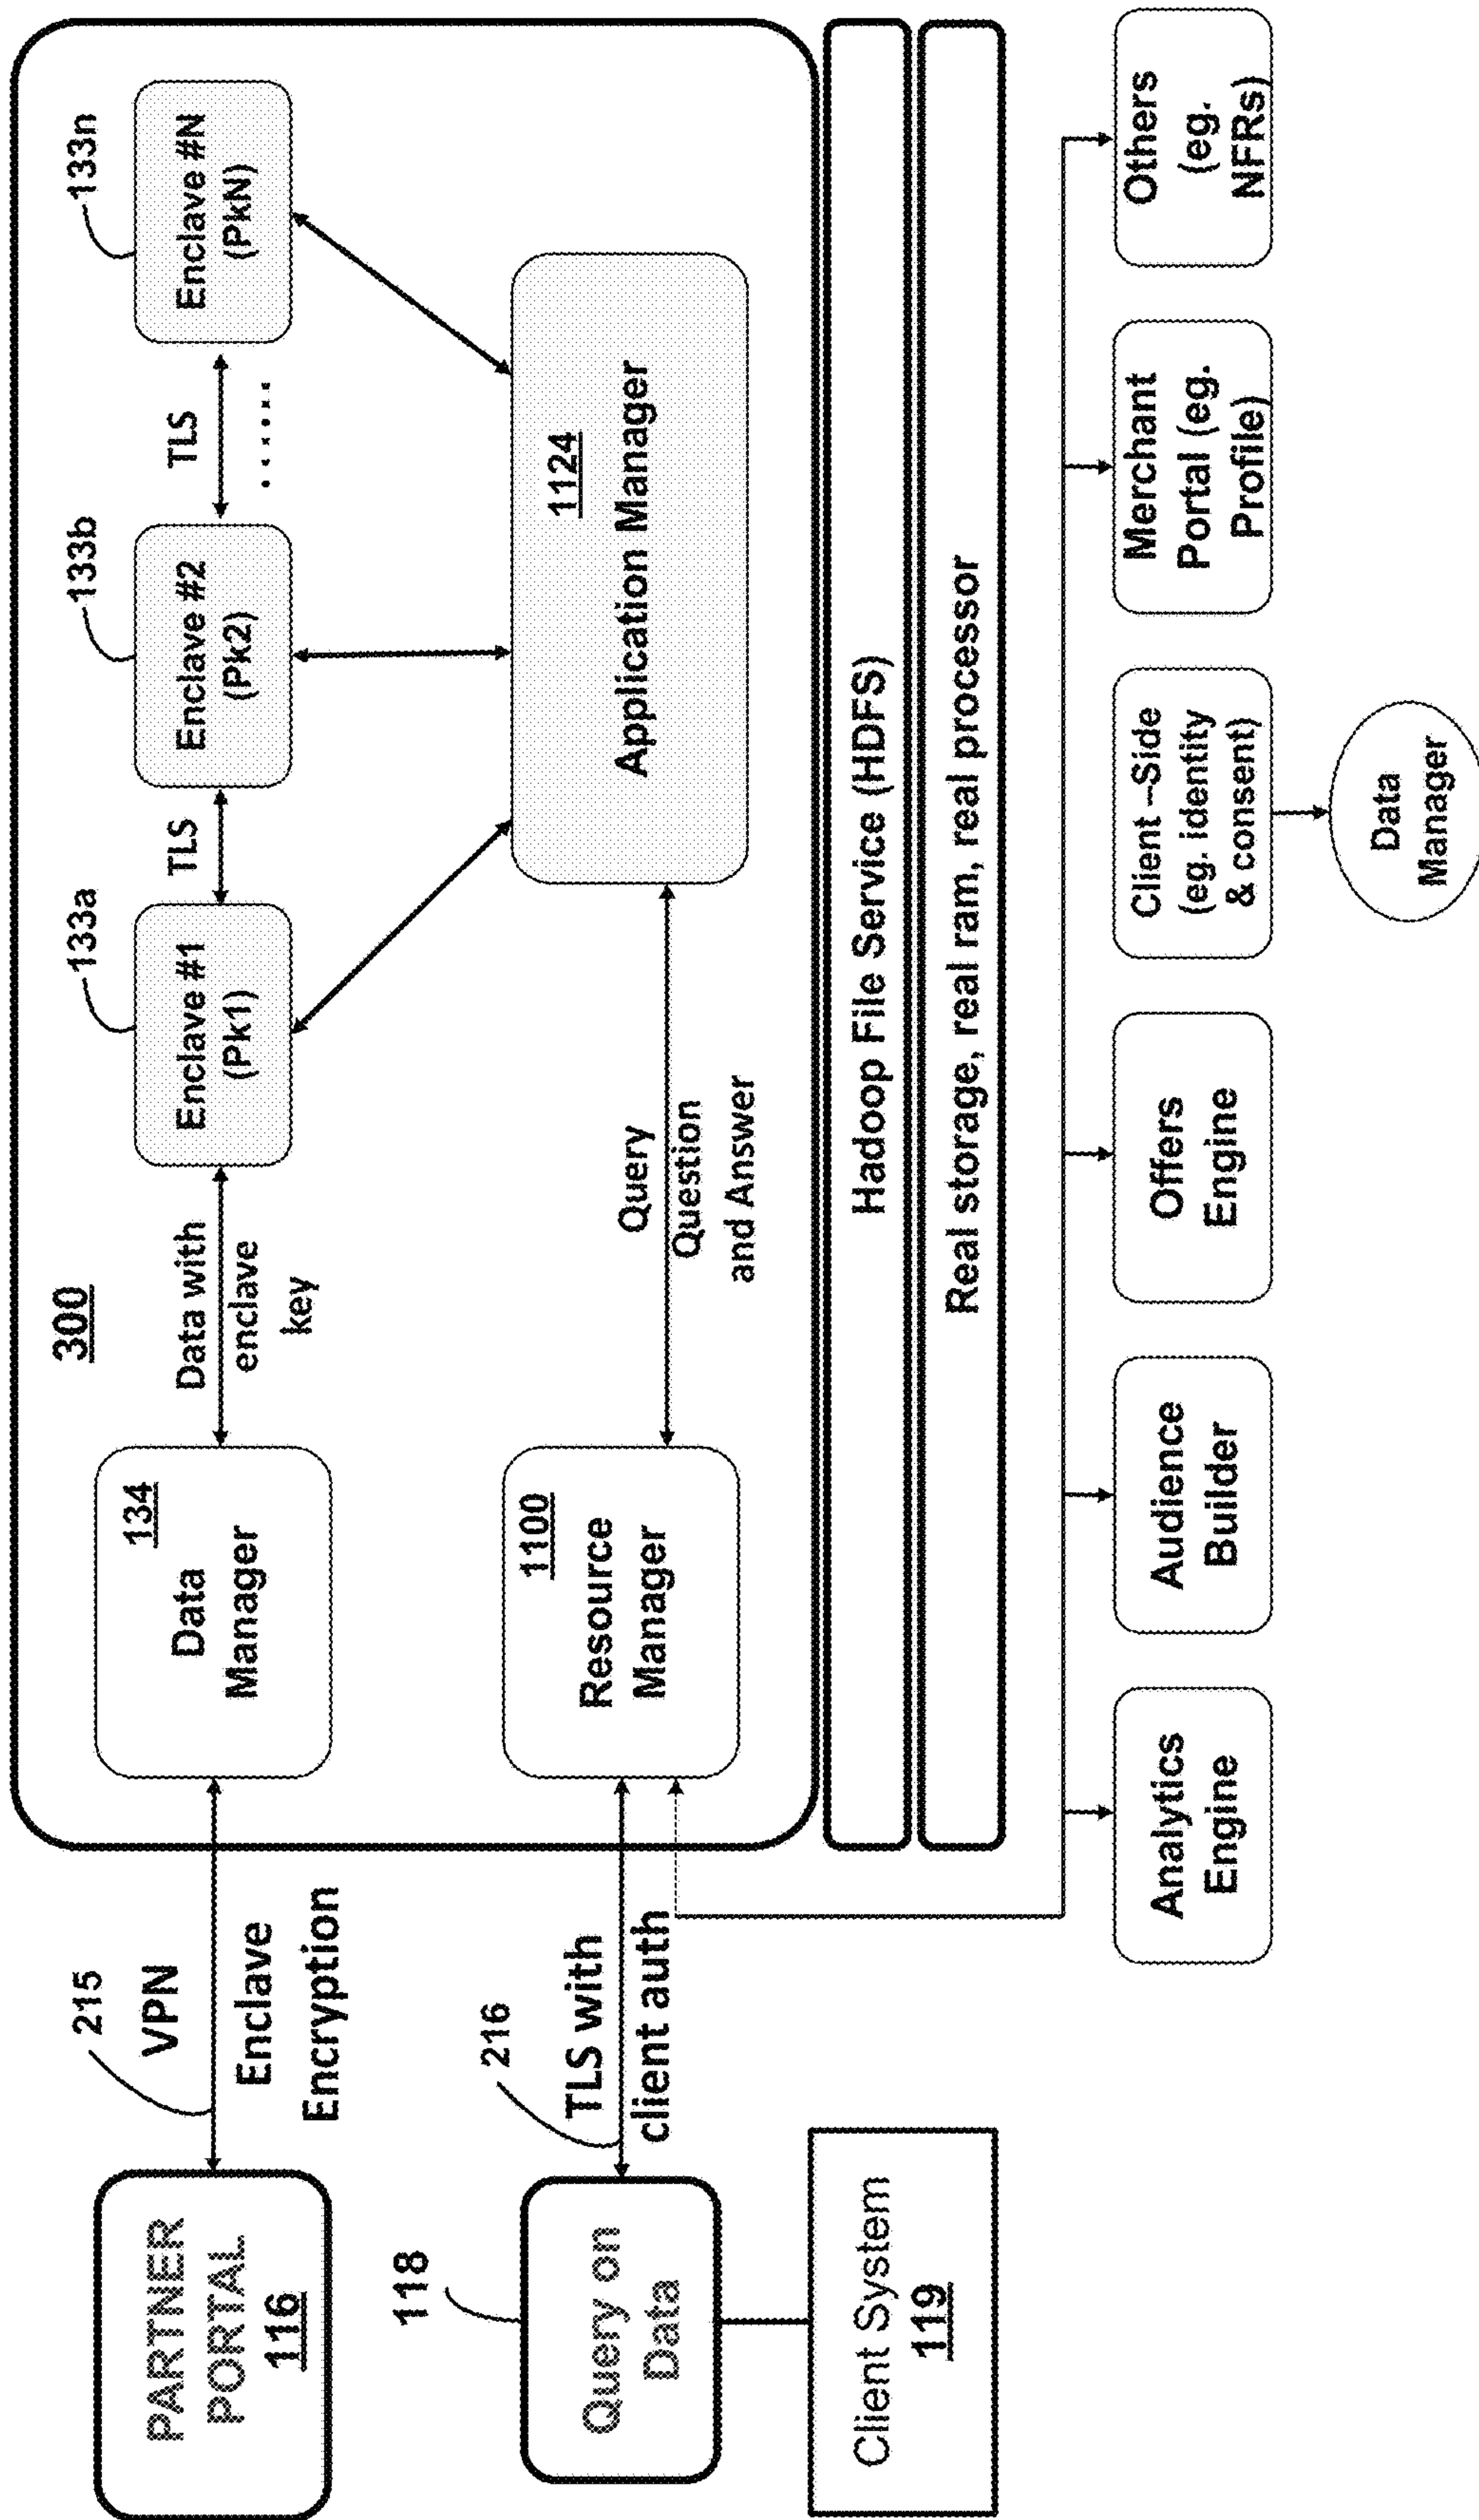 300
133a
133b
133n
PARTNER
PORTAL
116
215
VPN
Enclave
Encryption
134
Data
Manager
Data with
enclave
key
Enclave #1
(Pk1)
TLS
Enclave #2
(Pk2)
TLS
......
Enclave #N
(PkN)
118
Query on
Data
216
TLS with
client auth
1100
Resource
Manager
Query
Question
and Answer
1124
Application Manager
Client System
119
Hadoop File Service (HDFS)
Real storage, real ram, real processor
Analytics
Engine
Audience
Builder
Offers
Engine
Client –Side
(eg. identity
& consent)
Merchant
Portal (eg.
Profile)
Others
(eg.
NFRs)
Data
Manager